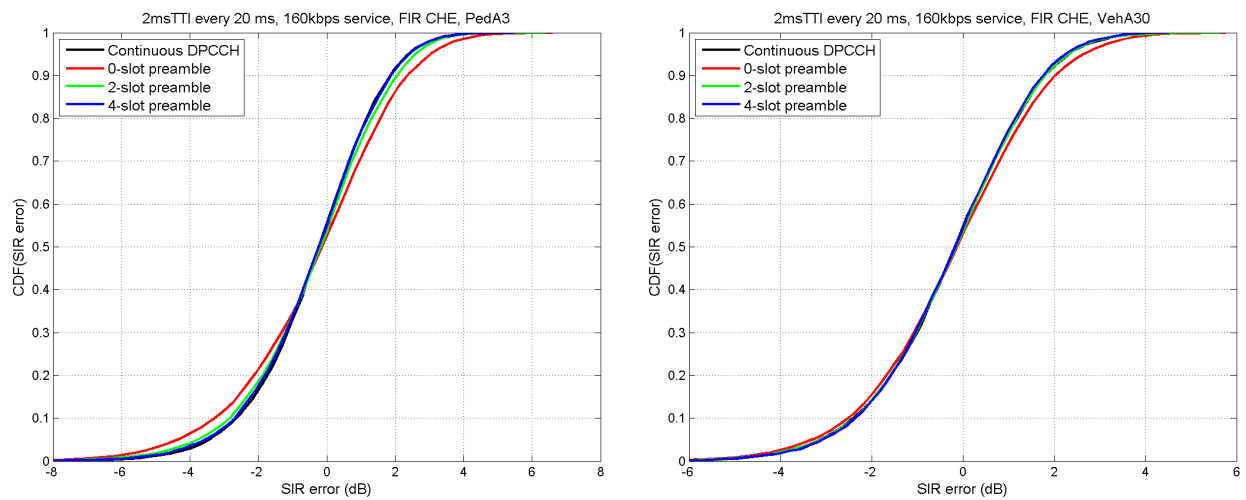 2msTTI every 20 ms, 160kbps service, FIR CHE, PedA3
Continuous DPCCH
0-slot preamble
2-slot preamble
4-slot preamble
CDF(SIR error)
1
0.9
0.8
0.7
0.6
0.5
0.4
0.3
0.2
0.1
0
-8 -6 -4 -2 0 2 4 6 8
SIR error (dB)
2msTTI every 20 ms, 160kbps service, FIR CHE, VehA30
Continuous DPCCH
0-slot preamble
2-slot preamble
4-slot preamble
CDF(SIR error)
1
0.9
0.8
0.7
0.6
0.5
0.4
0.3
0.2
0.1
0
-6 -4 -2 0 2 4 6
SIR error (dB)